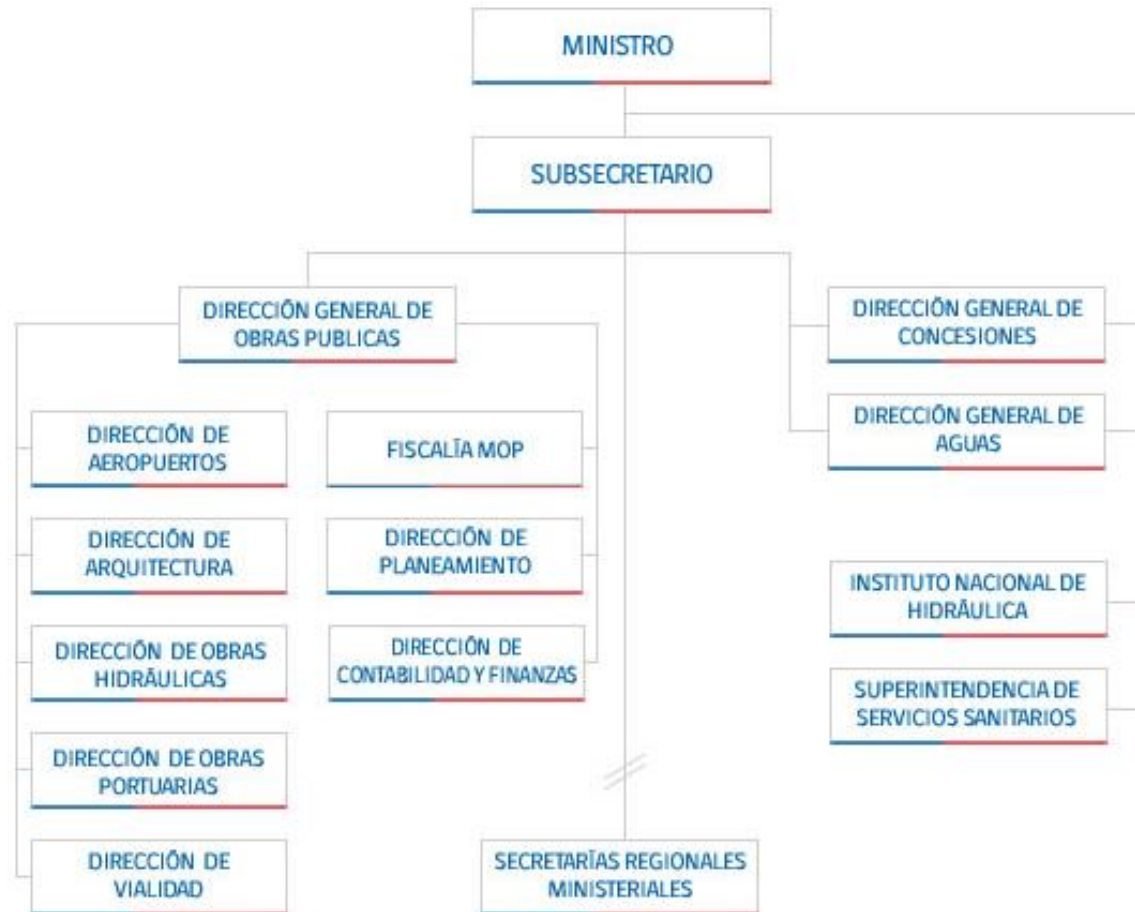 MINISTRO
SUBSECRETARIO
DIRECCIÓN GENERAL DE
OBRAS PUBLICAS
DIRECCIÓN DE
AEROPUERTOS
DIRECCIÓN DE
ARQUITECTURA
DIRECCIÓN DE OBRAS
HIDRÁULICAS
DIRECCIÓN DE OBRAS
PORTUARIAS
DIRECCIÓN DE
VIALIDAD
FISCALÍA MOP
DIRECCIÓN DE
PLANEAMIENTO
DIRECCIÓN DE
CONTABILIDAD Y FINANZAS
SECRETARÍAS REGIONALES
MINISTERIALES
DIRECCIÓN GENERAL DE
CONCESIONES
DIRECCIÓN GENERAL DE
AGUAS
INSTITUTO NACIONAL DE
HIDRÁULICA
SUPERINTENDENCIA DE
SERVICIOS SANITARIOS